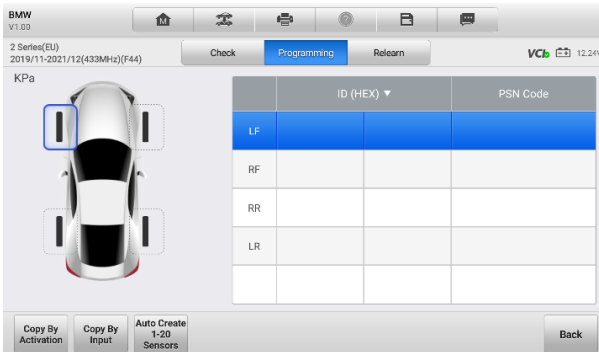 BMW
V1.00
2 Series(EU)
2019/11-2021/12(433MHz)(F44)
Check
Programming
Relearn
VCI
12.24V
KPa
ID (HEX) ▼
PSN Code
LF
RF
RR
LR
Copy By
Activation
Copy By
Input
Auto Create
1-20
Sensors
Back